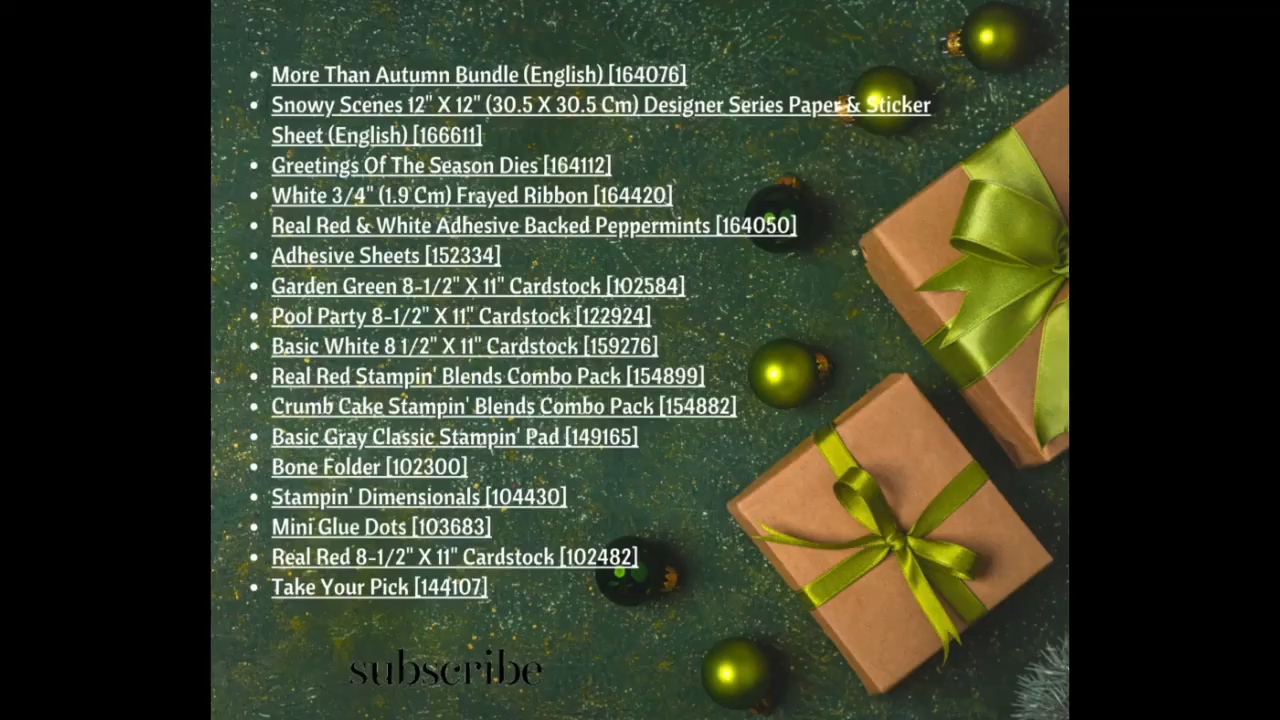 • More Than Autumn Bundle (English) [164076]
• Snowy Scenes 12" X 12" (30.5 X 30.5 Cm) Designer Series Paper & Sticker
Sheet (English) [166611]
• Greetings Of The Season Dies [164112]
• White 3/4" (1.9 Cm) Frayed Ribbon [164420]
• Real Red & White Adhesive Backed Peppermints [164050]
• Adhesive Sheets [152334]
• Garden Green 8-1/2" X 11" Cardstock [102584]
• Pool Party 8-1/2" X 11" Cardstock [122924]
• Basic White 8 1/2" X 11" Cardstock [159276]
• Real Red Stampin' Blends Combo Pack [154899]
• Crumb Cake Stampin' Blends Combo Pack [154882]
• Basic Gray Classic Stampin' Pad [149165]
• Bone Folder [102300]
• Stampin' Dimensionals [104430]
• Mini Glue Dots [103683]
• Real Red 8-1/2" X 11" Cardstock [102482]
• Take Your Pick [144107]
subscribe